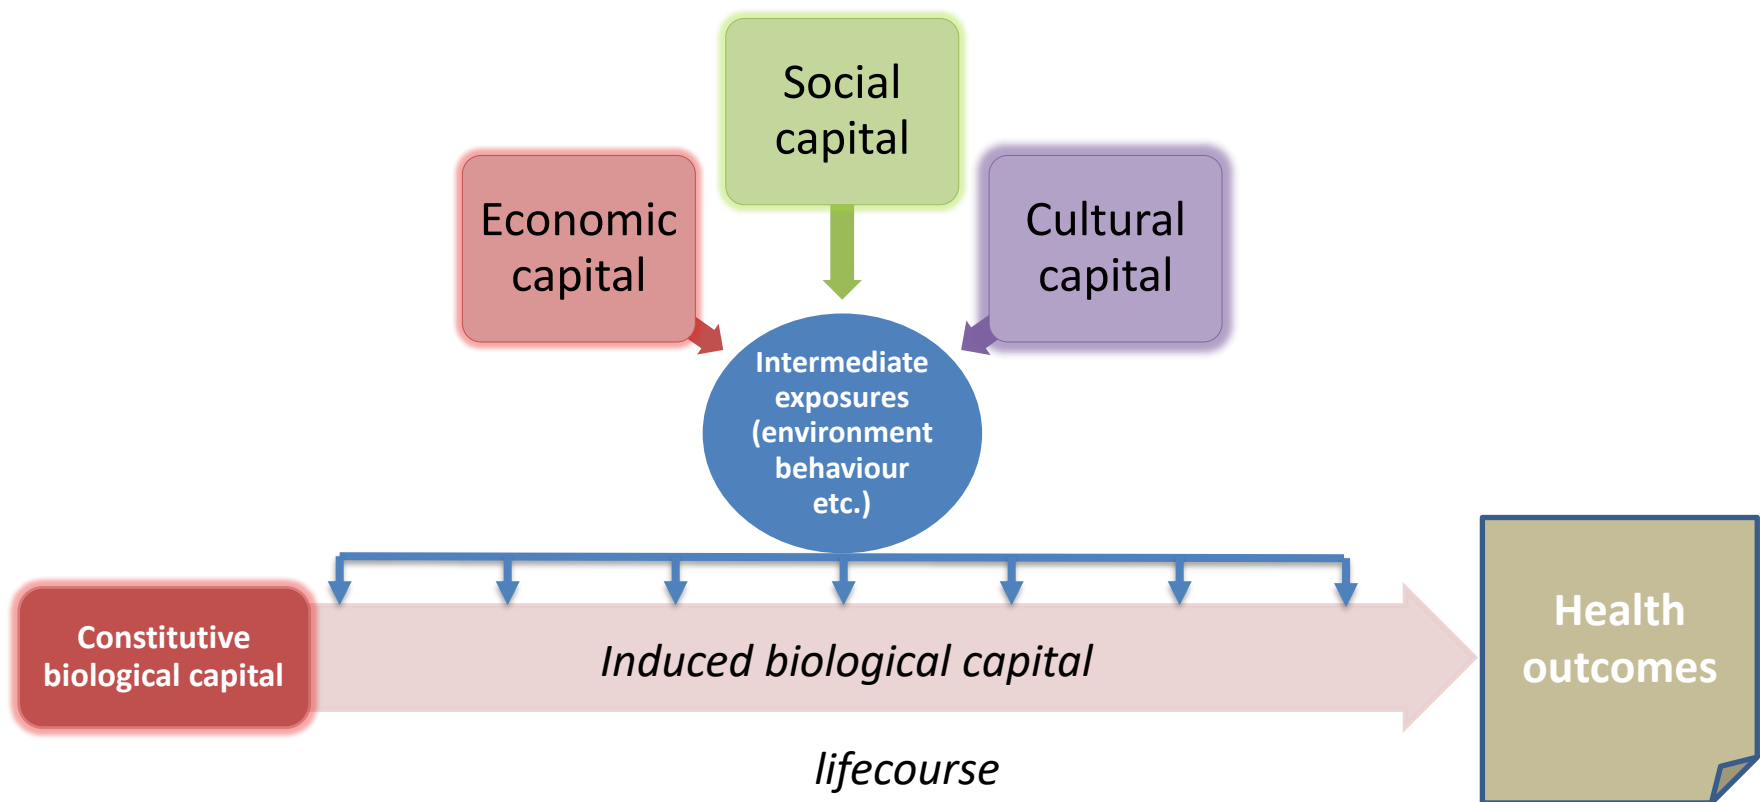 Social
capital
Economic
capital
Cultural
capital
Intermediate
exposures
(environment
behaviour
etc.)
Constitutive
biological capital
Induced biological capital
Health
outcomes
lifecourse